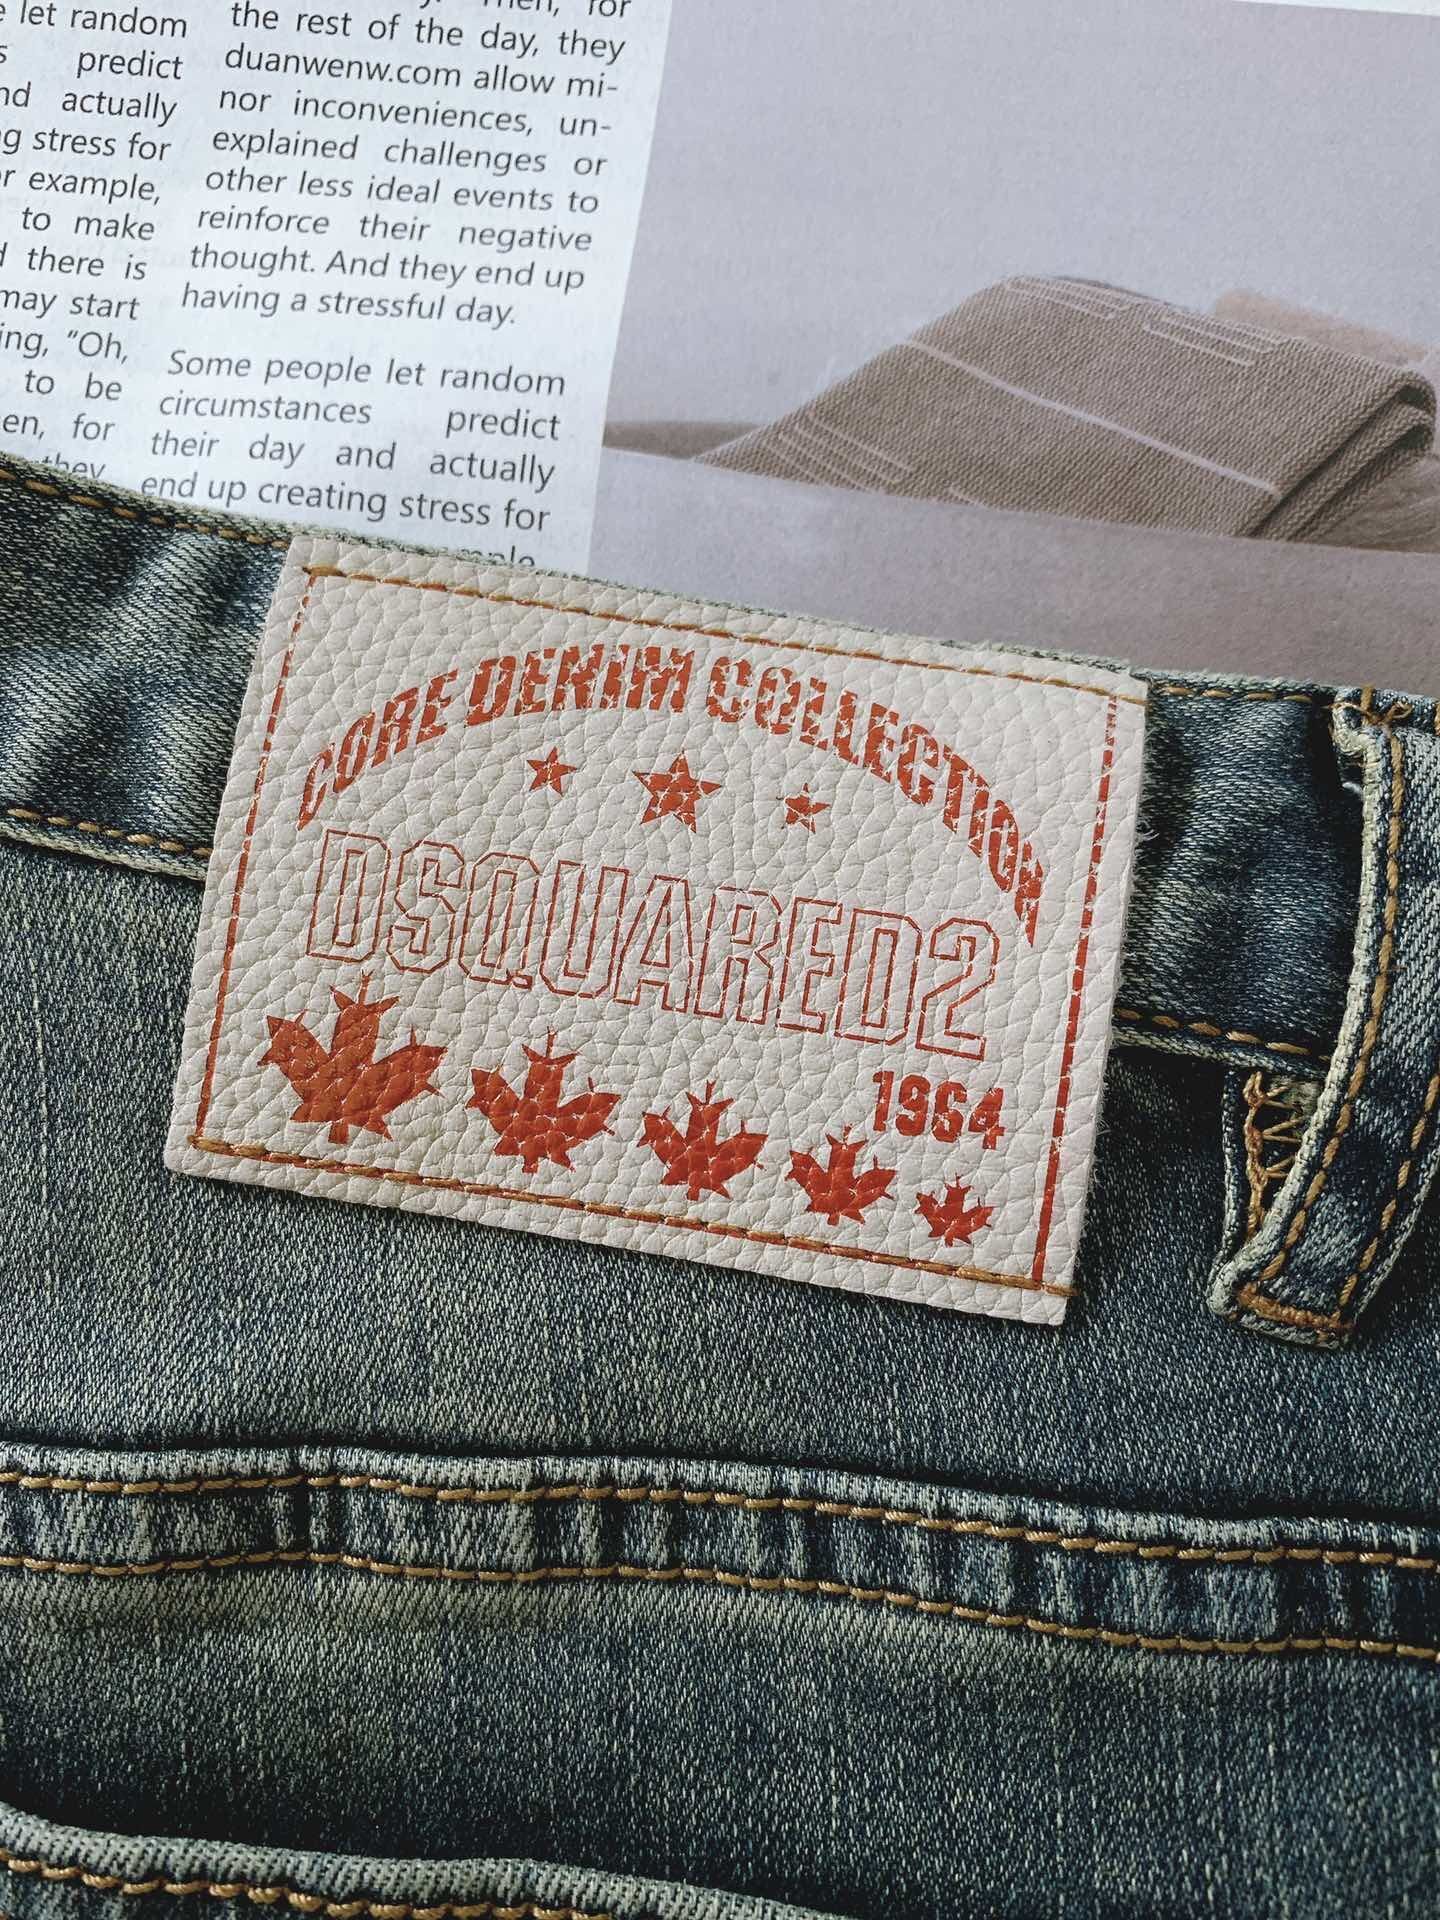 let random
predict
actually
stress for
example,
to make
there is
may start
"Oh,
to be
for
they
for
the rest of the day, they
duanwenw.com allow mi-
nor inconveniences, un-
explained challenges or
other less ideal events to
reinforce their negative
thought. And they end up
having a stressful day.
Some people let random
circumstances predict
their day and actually
end up creating stress for
CORE DENIM COLLECTION
DSQUARED2
1964